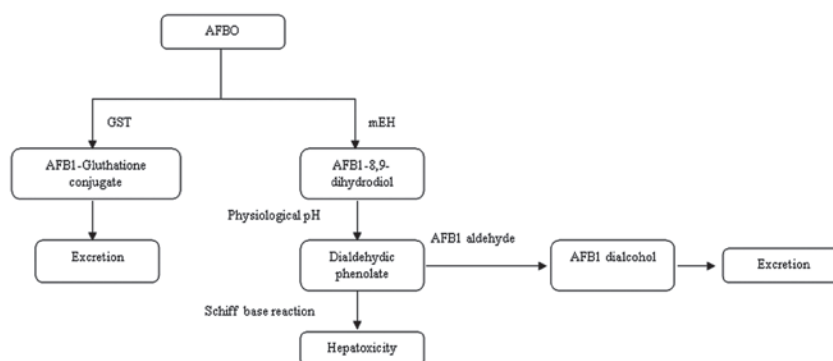 AFBO
GST
mEH
AFB1-Gluthatione
conjugate
AFB1-8,9-
dihydrodiol
Physiological pH
AFB1 aldehyde
Excretion
Dialdehydic
phenolate
AFB1 dialcohol
Excretion
Schiff base reaction
Hepatoxicity